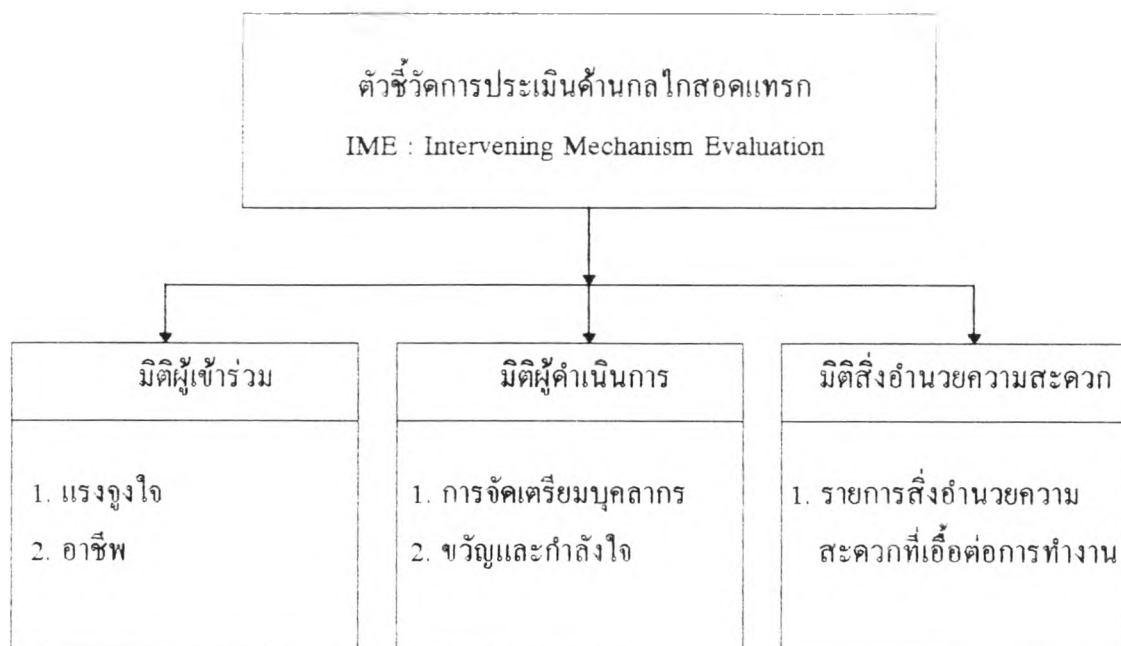 ตัวชี้วัดการประเมินด้านกลไกสอดแทรก
IME : Intervening Mechanism Evaluation
มิติผู้เข้าร่วม
1. แรงจูงใจ
2. อาชีพ
มิติผู้ดำเนินการ
1. การจัดเตรียมบุคลากร
2. ขวัญและกำลังใจ
มิติสิ่งอำนวยความสะดวก
1. รายการสิ่งอำนวยความ
สะดวกที่เอื้อต่อการทำงาน